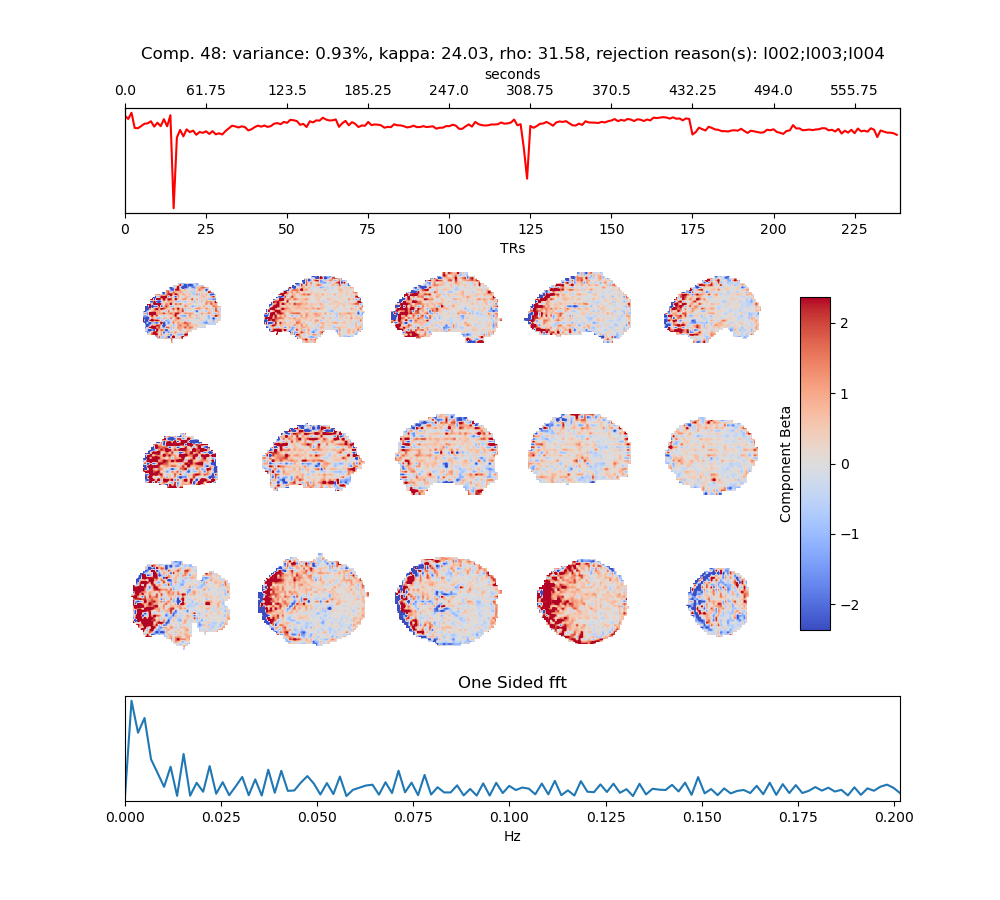 Comp. 48: variance: 0.93%, kappa: 24.03, rho: 31.58, rejection reason(s): I002;I003;I004
seconds
0.0 61.75 123.5 185.25 247.0 308.75 370.5 432.25 494.0 555.75
0 25 50 75 100 125 150 175 200 225
TRs
2
1
0
−1
−2
Component Beta
One Sided fft
0.000 0.025 0.050 0.075 0.100 0.125 0.150 0.175 0.200
Hz